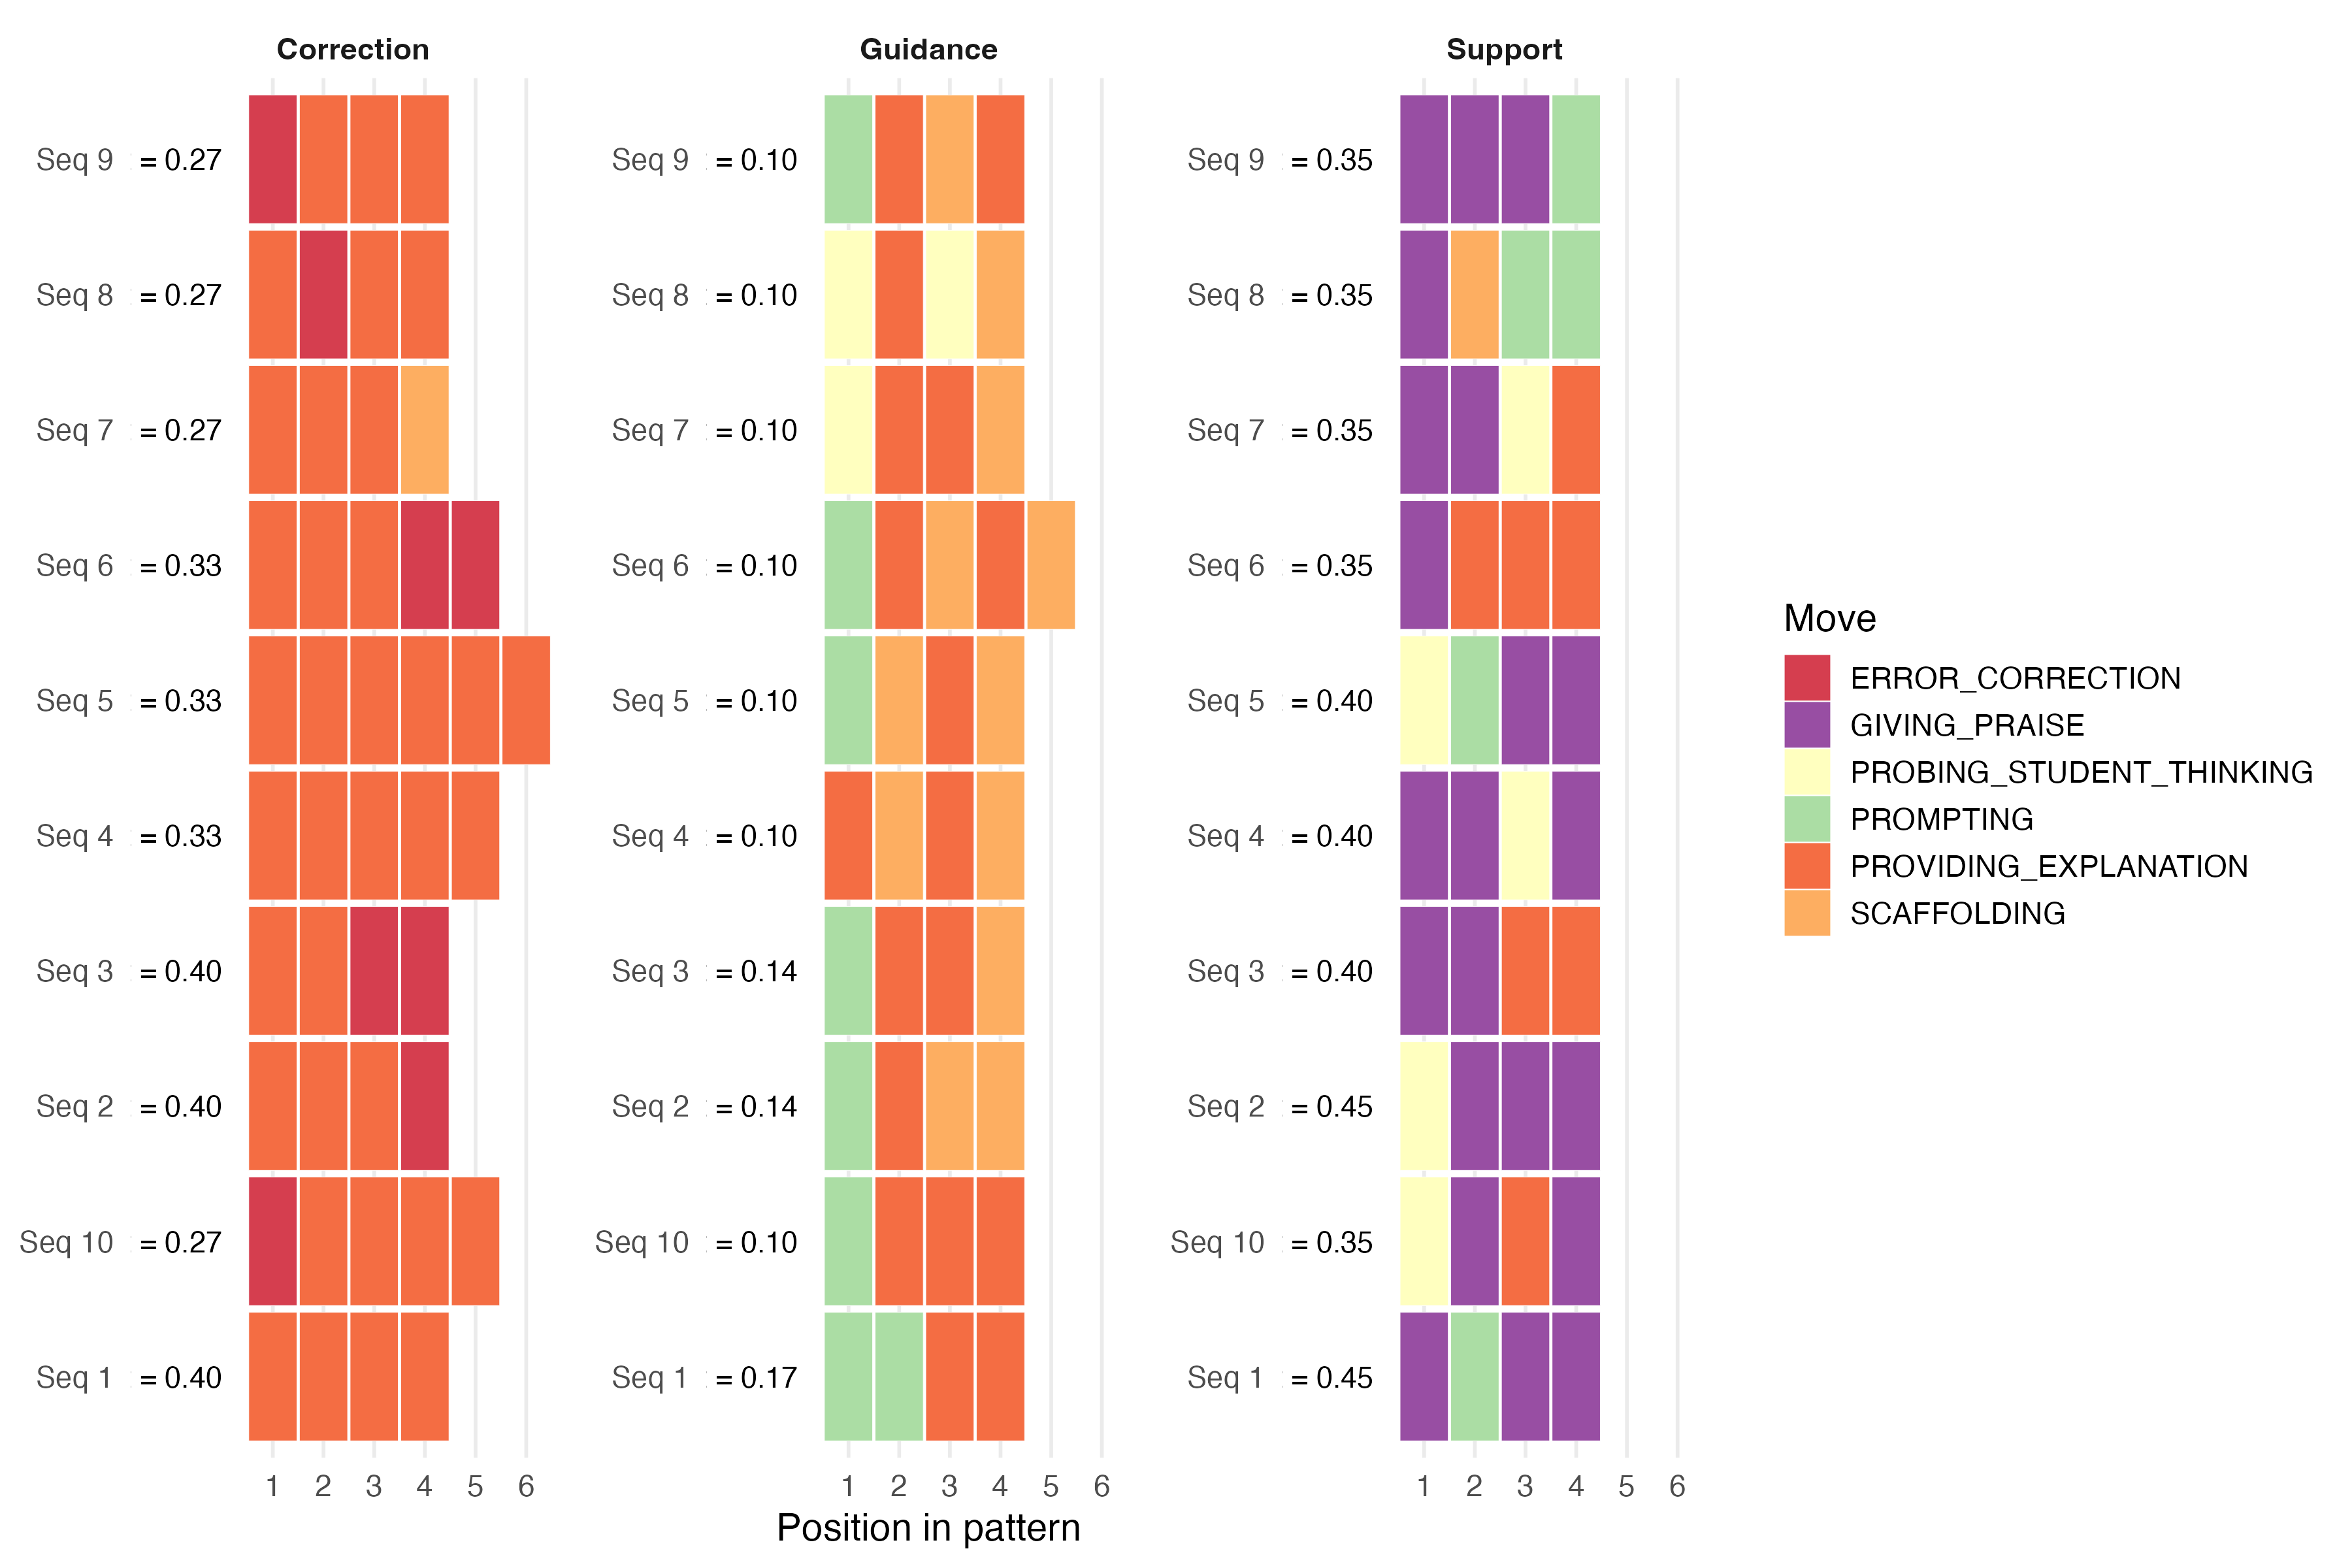 Correction Guidance Support
Seq 9 = 0.27 Seq 9 = 0.10 Seq 9 = 0.35
Seq 8 = 0.27 Seq 8 = 0.10 Seq 8 = 0.35
Seq 7 = 0.27 Seq 7 = 0.10 Seq 7 = 0.35
Seq 6 = 0.33 Seq 6 = 0.10 Seq 6 = 0.35
Seq 5 = 0.33 Seq 5 = 0.10 Seq 5 = 0.40
Seq 4 = 0.33 Seq 4 = 0.10 Seq 4 = 0.40
Seq 3 = 0.40 Seq 3 = 0.14 Seq 3 = 0.40
Seq 2 = 0.40 Seq 2 = 0.14 Seq 2 = 0.45
Seq 10 = 0.27 Seq 10 = 0.10 Seq 10 = 0.35
Seq 1 = 0.40 Seq 1 = 0.17 Seq 1 = 0.45
1 2 3 4 5 6 1 2 3 4 5 6 1 2 3 4 5 6
Position in pattern
Move
ERROR_CORRECTION
GIVING_PRAISE
PROBING_STUDENT_THINKING
PROMPTING
PROVIDING_EXPLANATION
SCAFFOLDING